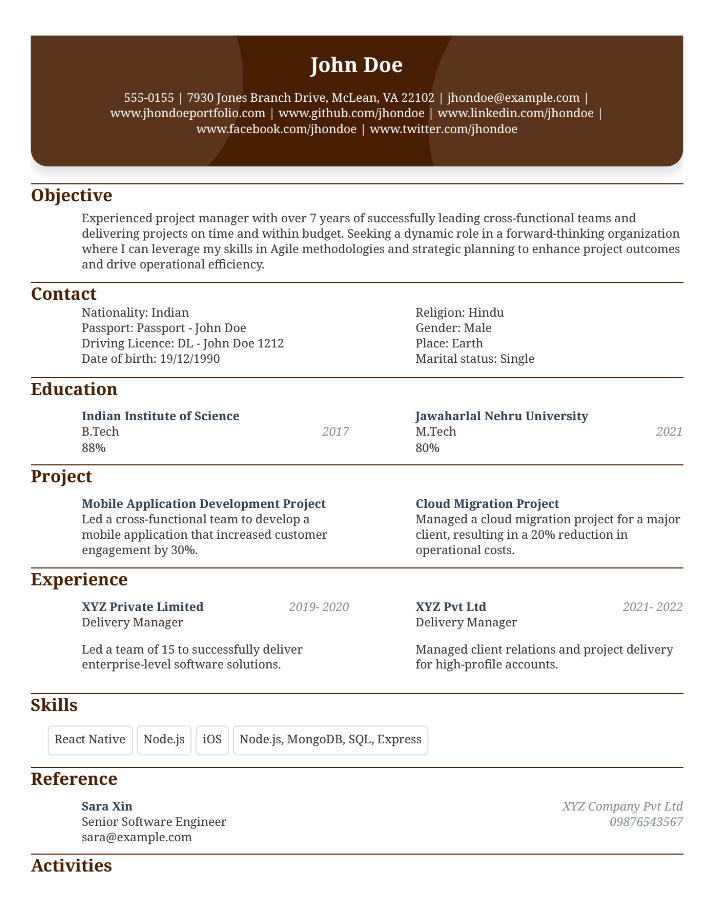 John Doe
555-0155 | 7930 Jones Branch Drive, McLean, VA 22102 | jhondoe@example.com |
www.jhondoeportfolio.com | www.github.com/jhondoe | www.linkedin.com/jhondoe |
www.facebook.com/jhondoe | www.twitter.com/jhondoe
Objective
Experienced project manager with over 7 years of successfully leading cross-functional teams and
delivering projects on time and within budget. Seeking a dynamic role in a forward-thinking organization
where I can leverage my skills in Agile methodologies and strategic planning to enhance project outcomes
and drive operational efficiency.
Contact
Nationality: Indian
Passport: Passport - John Doe
Driving Licence: DL - John Doe 1212
Date of birth: 19/12/1990
Religion: Hindu
Gender: Male
Place: Earth
Marital status: Single
Education
Indian Institute of Science
B.Tech 2017
88%
Jawaharlal Nehru University
M.Tech 2021
80%
Project
Mobile Application Development Project
Led a cross-functional team to develop a
mobile application that increased customer
engagement by 30%.
Cloud Migration Project
Managed a cloud migration project for a major
client, resulting in a 20% reduction in
operational costs.
Experience
XYZ Private Limited 2019- 2020
Delivery Manager
Led a team of 15 to successfully deliver
enterprise-level software solutions.
XYZ Pvt Ltd 2021- 2022
Delivery Manager
Managed client relations and project delivery
for high-profile accounts.
Skills
React Native Node.js iOS Node.js, MongoDB, SQL, Express
Reference
Sara Xin XYZ Company Pvt Ltd
Senior Software Engineer 09876543567
sara@example.com
Activities